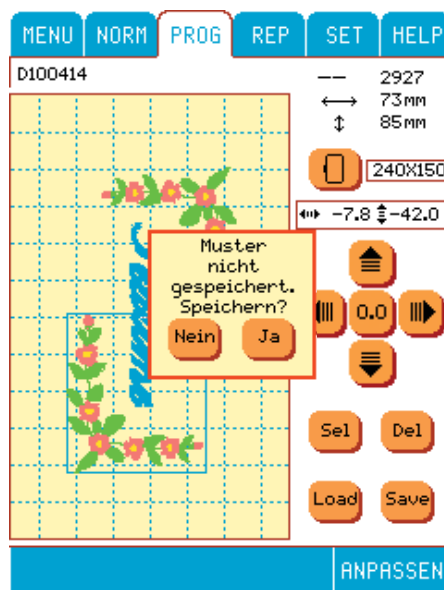 MENU NORM PROG REP SET HELP
D100414
-- 2927
73MM
85MM
240X150
-7.8 -42.0
Muster
nicht
gespeichert.
Speichern?
Nein Ja
0.0
Sel Del
Load Save
ANPASSEN